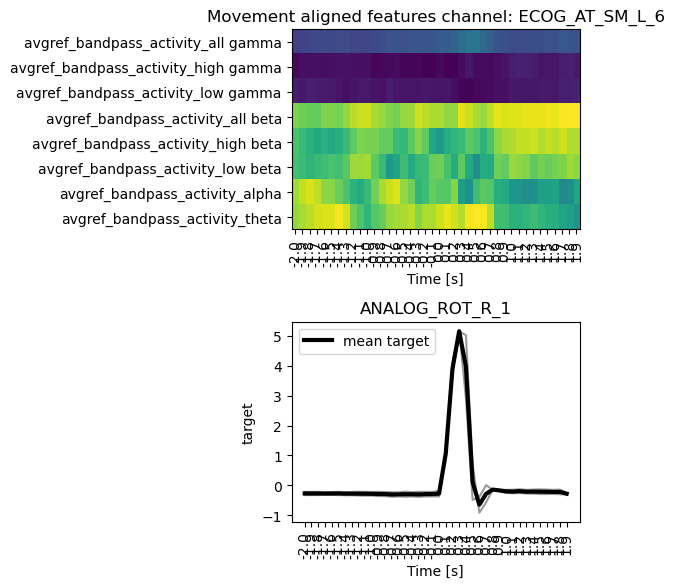 Movement aligned features channel: ECOG_AT_SM_L_6
avgref_bandpass_activity_all gamma
avgref_bandpass_activity_high gamma
avgref_bandpass_activity_low gamma
avgref_bandpass_activity_all beta
avgref_bandpass_activity_high beta
avgref_bandpass_activity_low beta
avgref_bandpass_activity_alpha
avgref_bandpass_activity_theta
Time [s]
ANALOG_ROT_R_1
mean target
5
4
3
2
1
0
−1
target
Time [s]